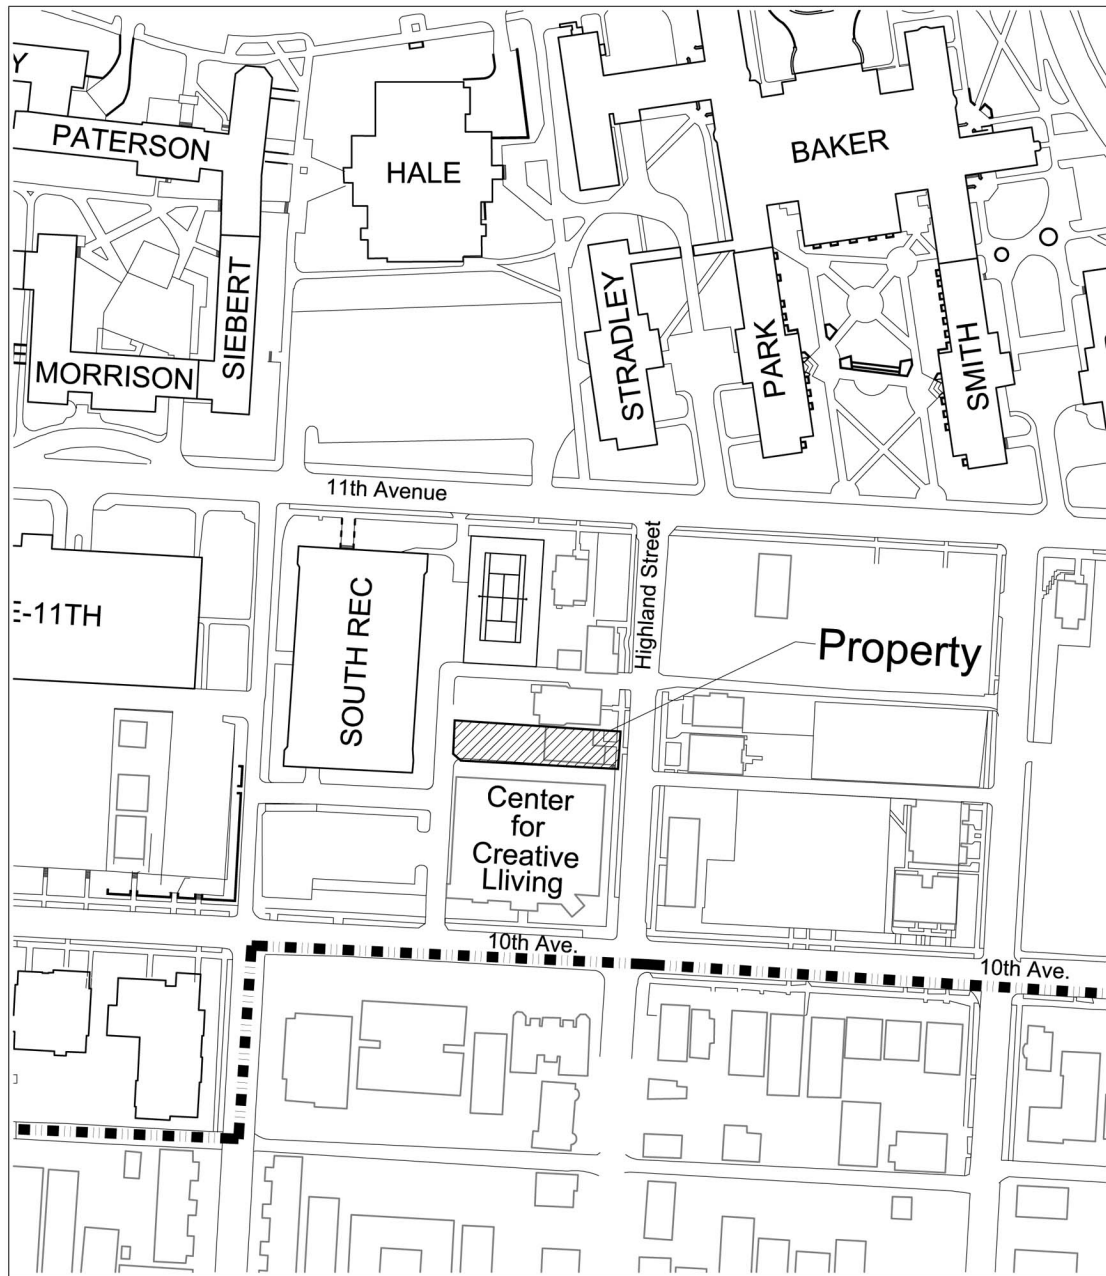 Y
PATERSON
HALE
BAKER
SIEBERT
STRADLEY
PARK
SMITH
MORRISON
11th Avenue
Highland Street
E-11TH
SOUTH REC
Property
Center
for
Creative
Lliving
10th Ave.
10th Ave.